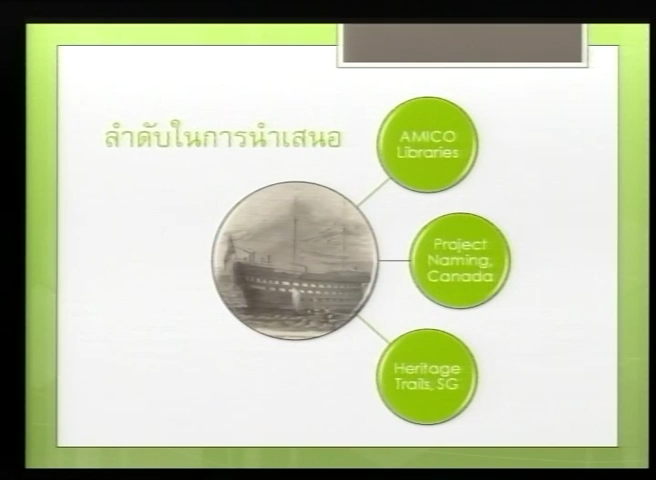 ลำดับในการนำเสนอ
AMICO
Libraries
Project
Naming,
Canada
Heritage
Trails, SG